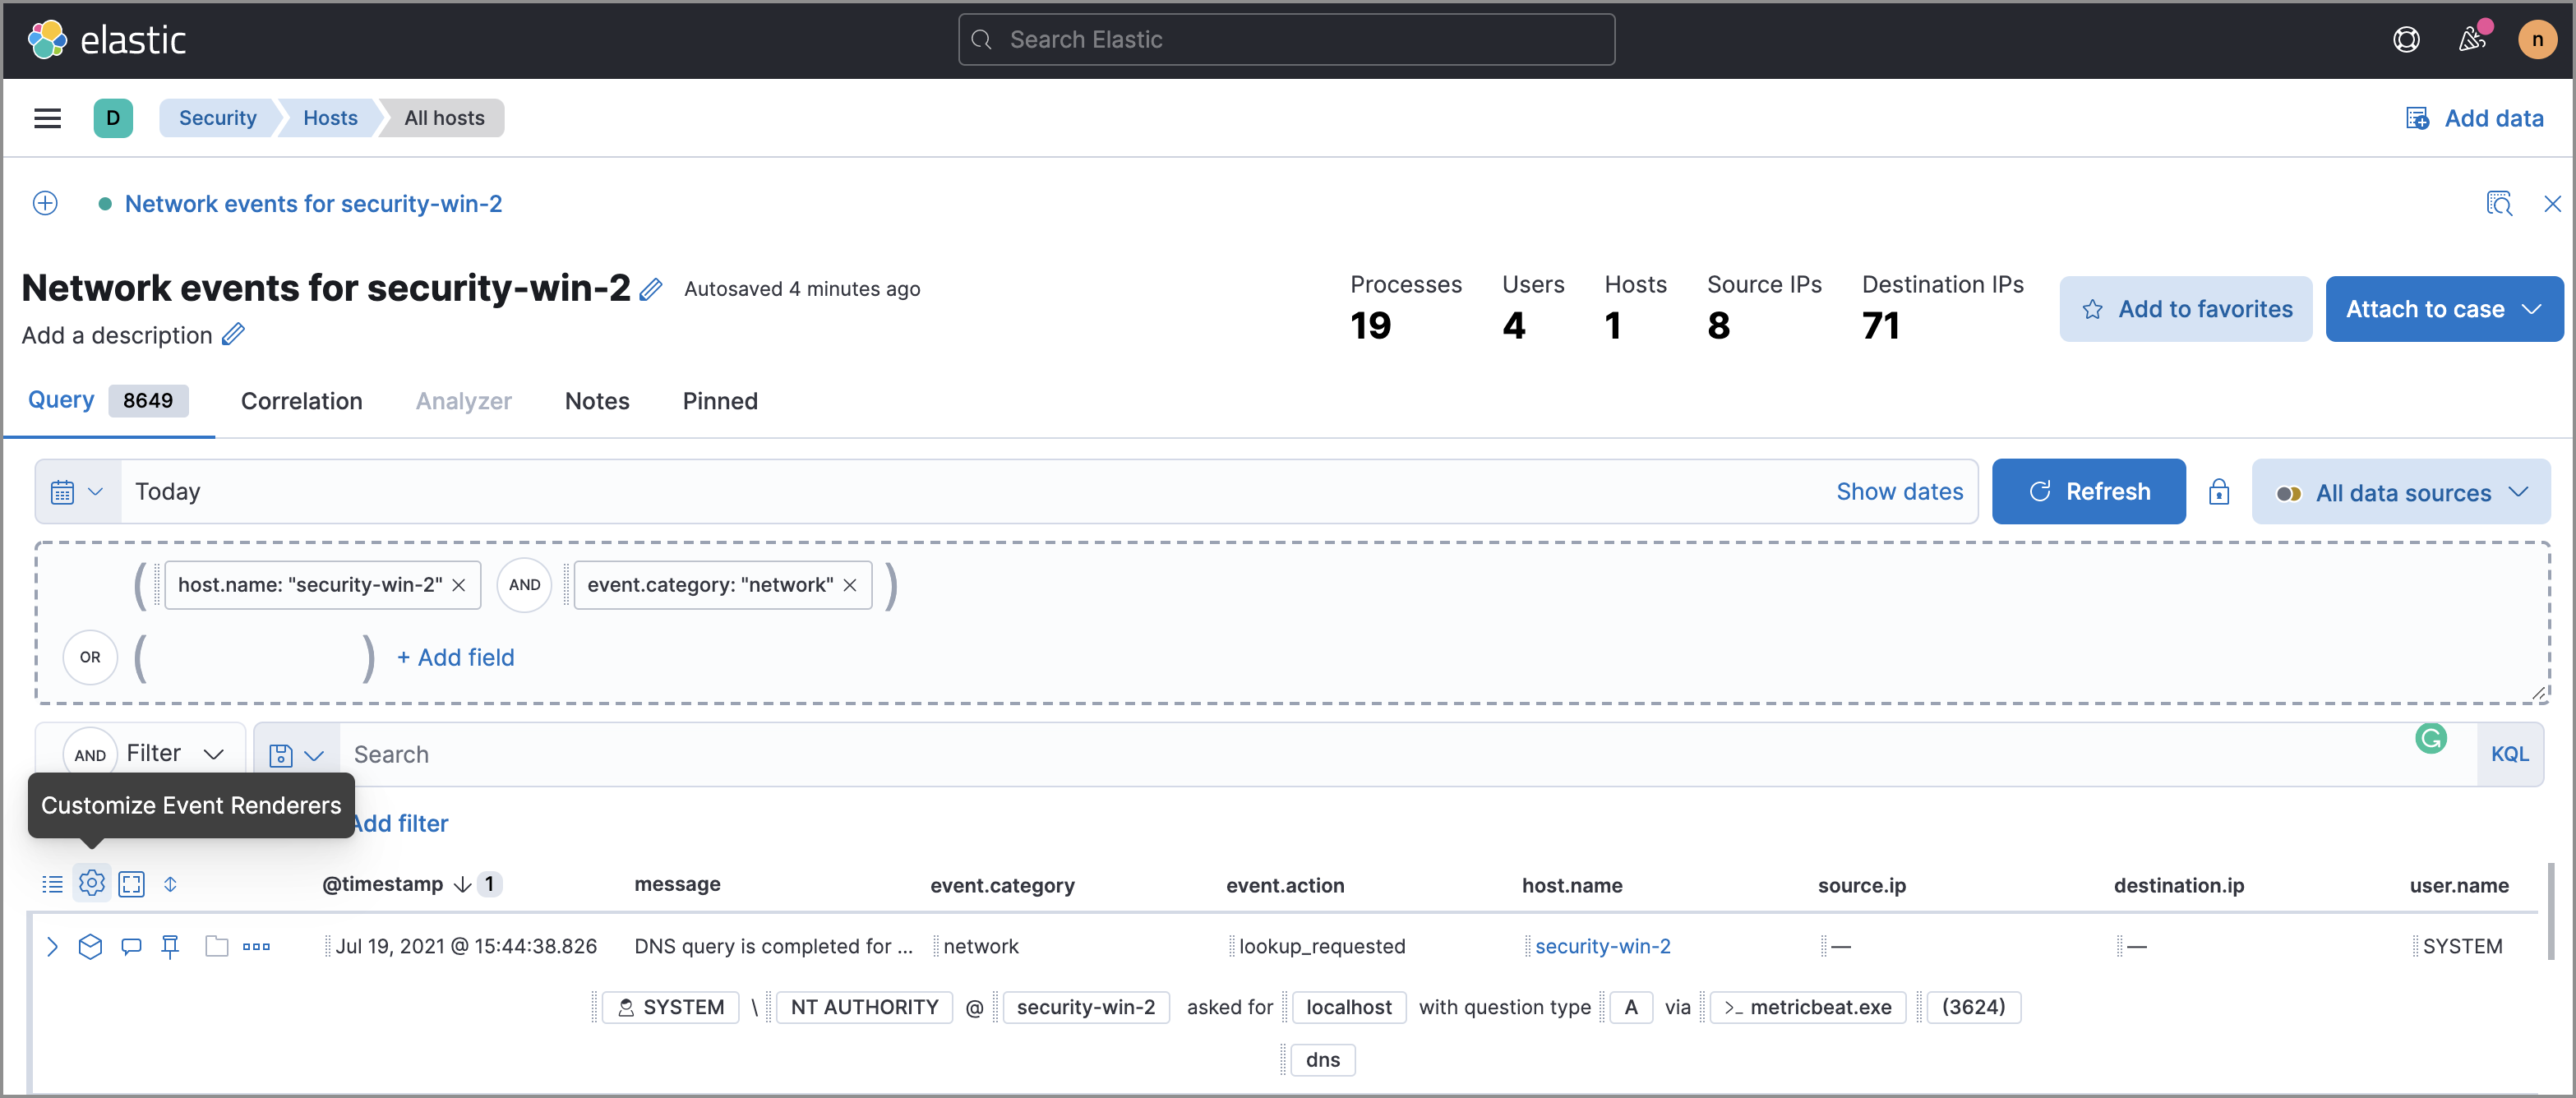 elastic
Search Elastic
n
D
Security
Hosts
All hosts
Add data
Network events for security-win-2
Network events for security-win-2
Autosaved 4 minutes ago
Add a description
Processes
19
Users
4
Hosts
1
Source IPs
8
Destination IPs
71
Add to favorites
Attach to case
Query 8649
Correlation
Analyzer
Notes
Pinned
Today
Show dates
Refresh
All data sources
( host.name: "security-win-2" AND event.category: "network" )
OR ( ) + Add field
AND Filter
Search
KQL
Customize Event Renderers
Add filter
@timestamp 1 message event.category event.action host.name source.ip destination.ip user.name
Jul 19, 2021 @ 15:44:38.826 DNS query is completed for ... network lookup_requested security-win-2 — — SYSTEM
SYSTEM \ NT AUTHORITY @ security-win-2 asked for localhost with question type A via >_ metricbeat.exe (3624)
dns